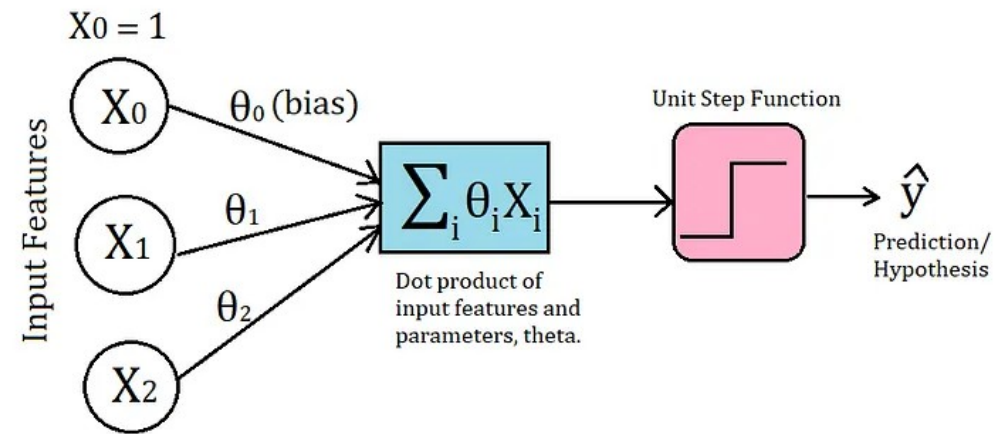 X0 = 1
Input Features
X0
θ0 (bias)
X1
θ1
X2
θ2
∑i θiXi
Dot product of
input features and
parameters, theta.
Unit Step Function
ŷ
Prediction/
Hypothesis